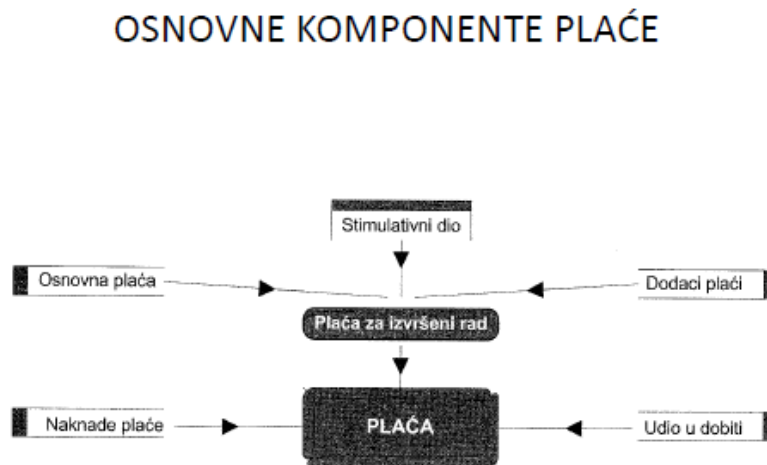 OSNOVNE KOMPONENTE PLAĆE
Stimulativni dio
Osnovna plaća
Dodaci plaći
Plaća za izvršeni rad
Naknade plaće
PLAĆA
Udio u dobiti